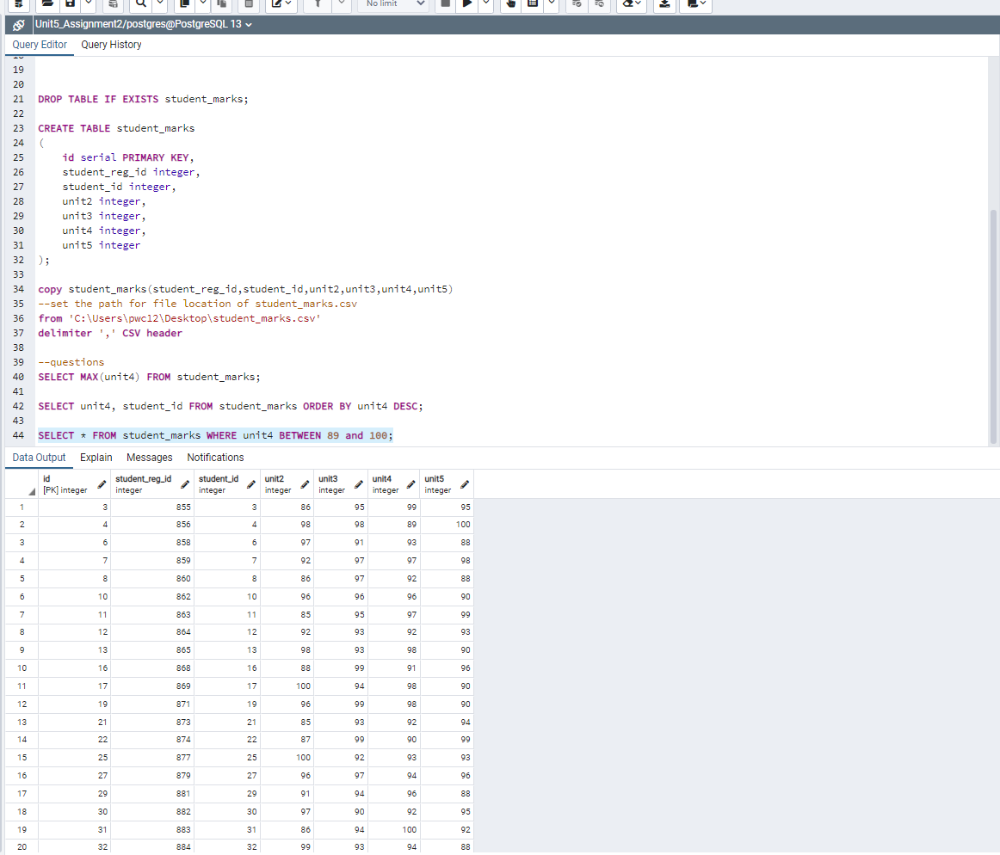 No limit
Unit5_Assignment2/postgres@PostgreSQL 13
Query Editor Query History
19
20
21 DROP TABLE IF EXISTS student_marks;
22
23 CREATE TABLE student_marks
24 (
25 id serial PRIMARY KEY,
26 student_reg_id integer,
27 student_id integer,
28 unit2 integer,
29 unit3 integer,
30 unit4 integer,
31 unit5 integer
32 );
33
34 copy student_marks(student_reg_id,student_id,unit2,unit3,unit4,unit5)
35 --set the path for file location of student_marks.csv
36 from 'C:\Users\pwc12\Desktop\student_marks.csv'
37 delimiter ',' CSV header
38
39 --questions
40 SELECT MAX(unit4) FROM student_marks;
41
42 SELECT unit4, student_id FROM student_marks ORDER BY unit4 DESC;
43
44 SELECT * FROM student_marks WHERE unit4 BETWEEN 89 and 100;
Data Output Explain Messages Notifications
id student_reg_id student_id unit2 unit3 unit4 unit5
[PK] integer integer integer integer integer integer integer
1 3 855 3 86 95 99 95
2 4 856 4 98 98 89 100
3 6 858 6 97 91 93 88
4 7 859 7 92 97 97 98
5 8 860 8 86 97 92 88
6 10 862 10 96 96 96 90
7 11 863 11 85 95 97 99
8 12 864 12 92 93 92 93
9 13 865 13 98 93 98 90
10 16 868 16 88 99 91 96
11 17 869 17 100 94 98 90
12 19 871 19 96 99 98 90
13 21 873 21 85 93 92 94
14 22 874 22 87 99 90 99
15 25 877 25 100 92 93 93
16 27 879 27 96 97 94 96
17 29 881 29 91 94 96 88
18 30 882 30 97 90 92 95
19 31 883 31 86 94 100 92
20 32 884 32 99 93 94 88